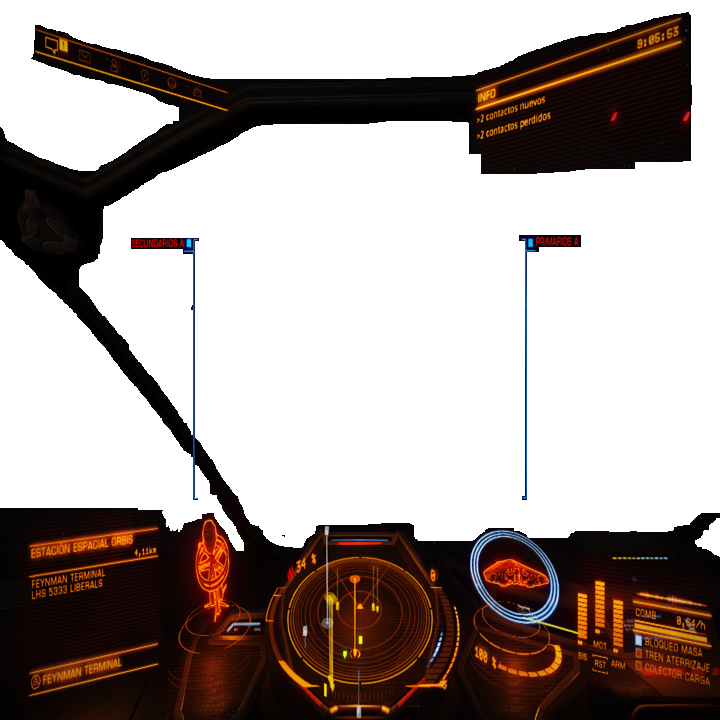 9:05:53
INFO
>2 contactos nuevos
>2 contactos perdidos
SECUNDARIOS A
PRIMARIOS A
ESTACIÓN ESPACIAL ORBIS
4,11km
FEYNMAN TERMINAL
LHS 5333 LIBERALS
FEYNMAN TERMINAL
34 %
0
100 %
SIS
MOT
RST
ARM
COMB
BLOQUEO MASA
TREN ATERRIZAJE
COLECTOR CARGA